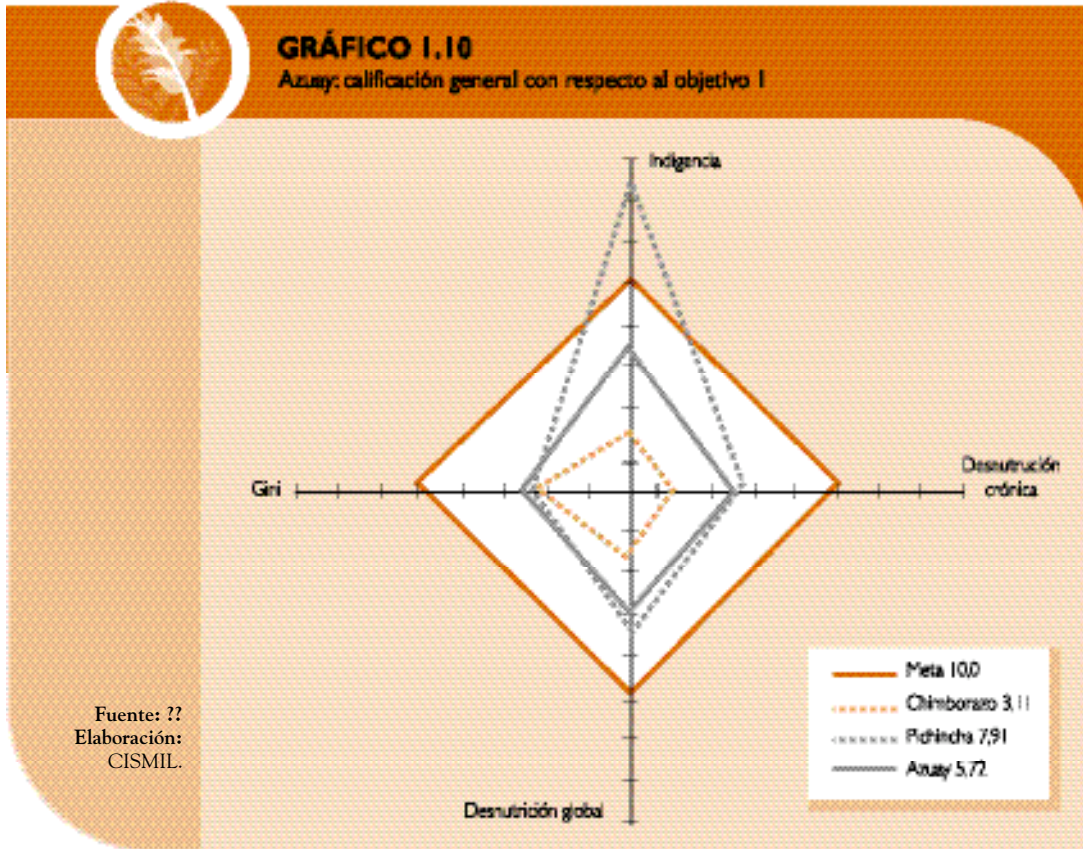 GRÁFICO 1.10
Azuay: calificación general con respecto al objetivo 1
Indigencia
Desnutrución
crónica
Gini
Desnutrición global
Meta 10,0
Chimborazo 3,11
Pichincha 7,91
Azuay 5,72
Fuente: ??
Elaboración:
CISMIL.